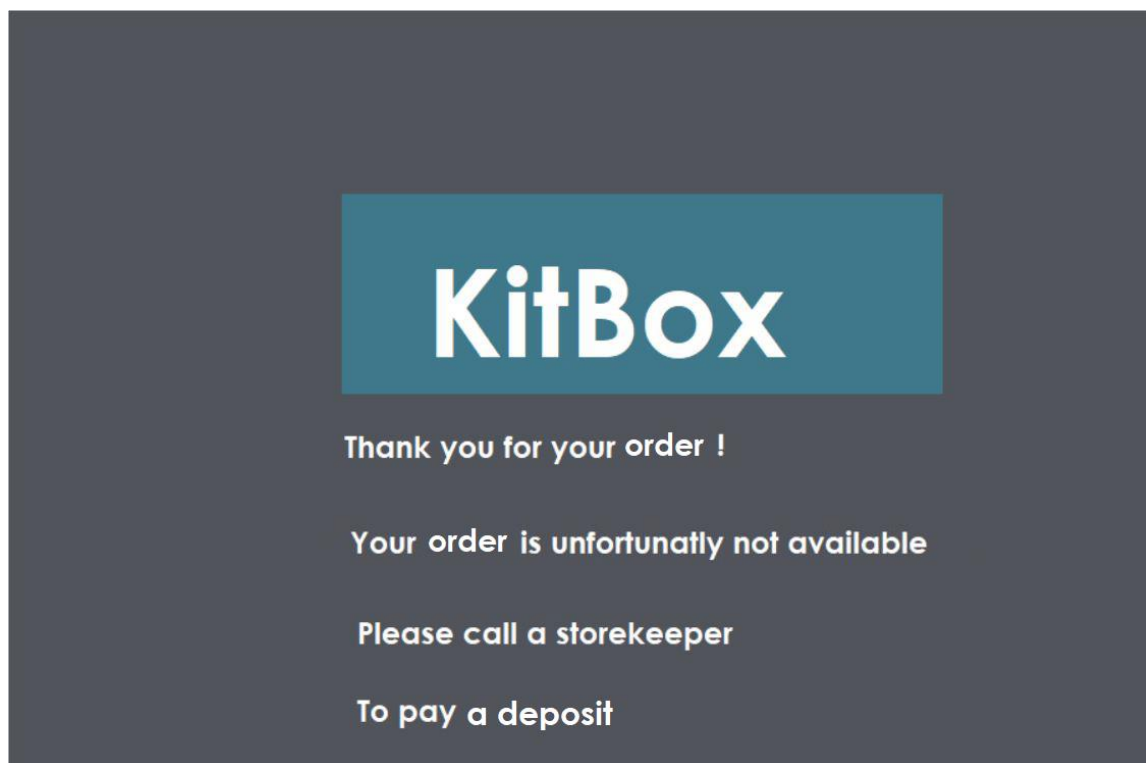 KitBox
Thank you for your order !
Your order is unfortunatly not available
Please call a storekeeper
To pay a deposit